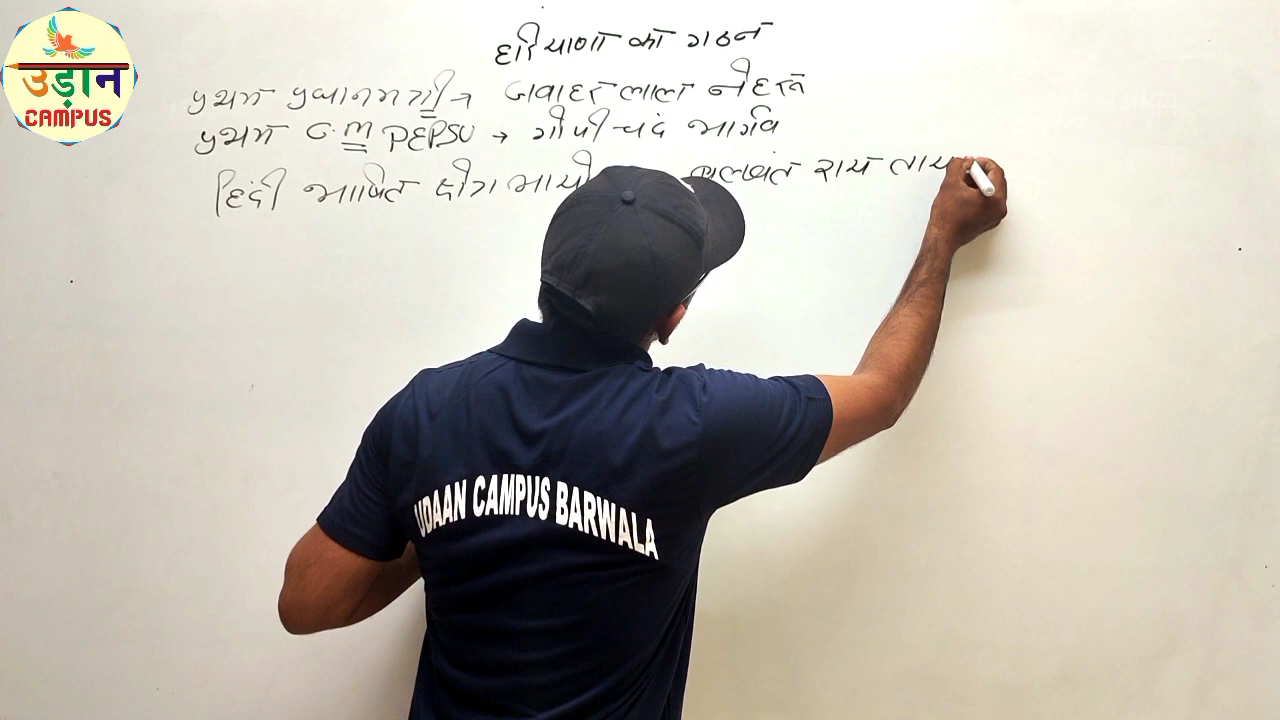 उड़ान
CAMPUS
हरियाणा का गठन
प्रथम प्रधानमंत्री → जवाहर लाल नेहरू
प्रथम C.M PEPSU → गोपी चंद भार्गव
हिंदी भाषित क्षेत्र बलवंत राय
UDAAN CAMPUS BARWALA